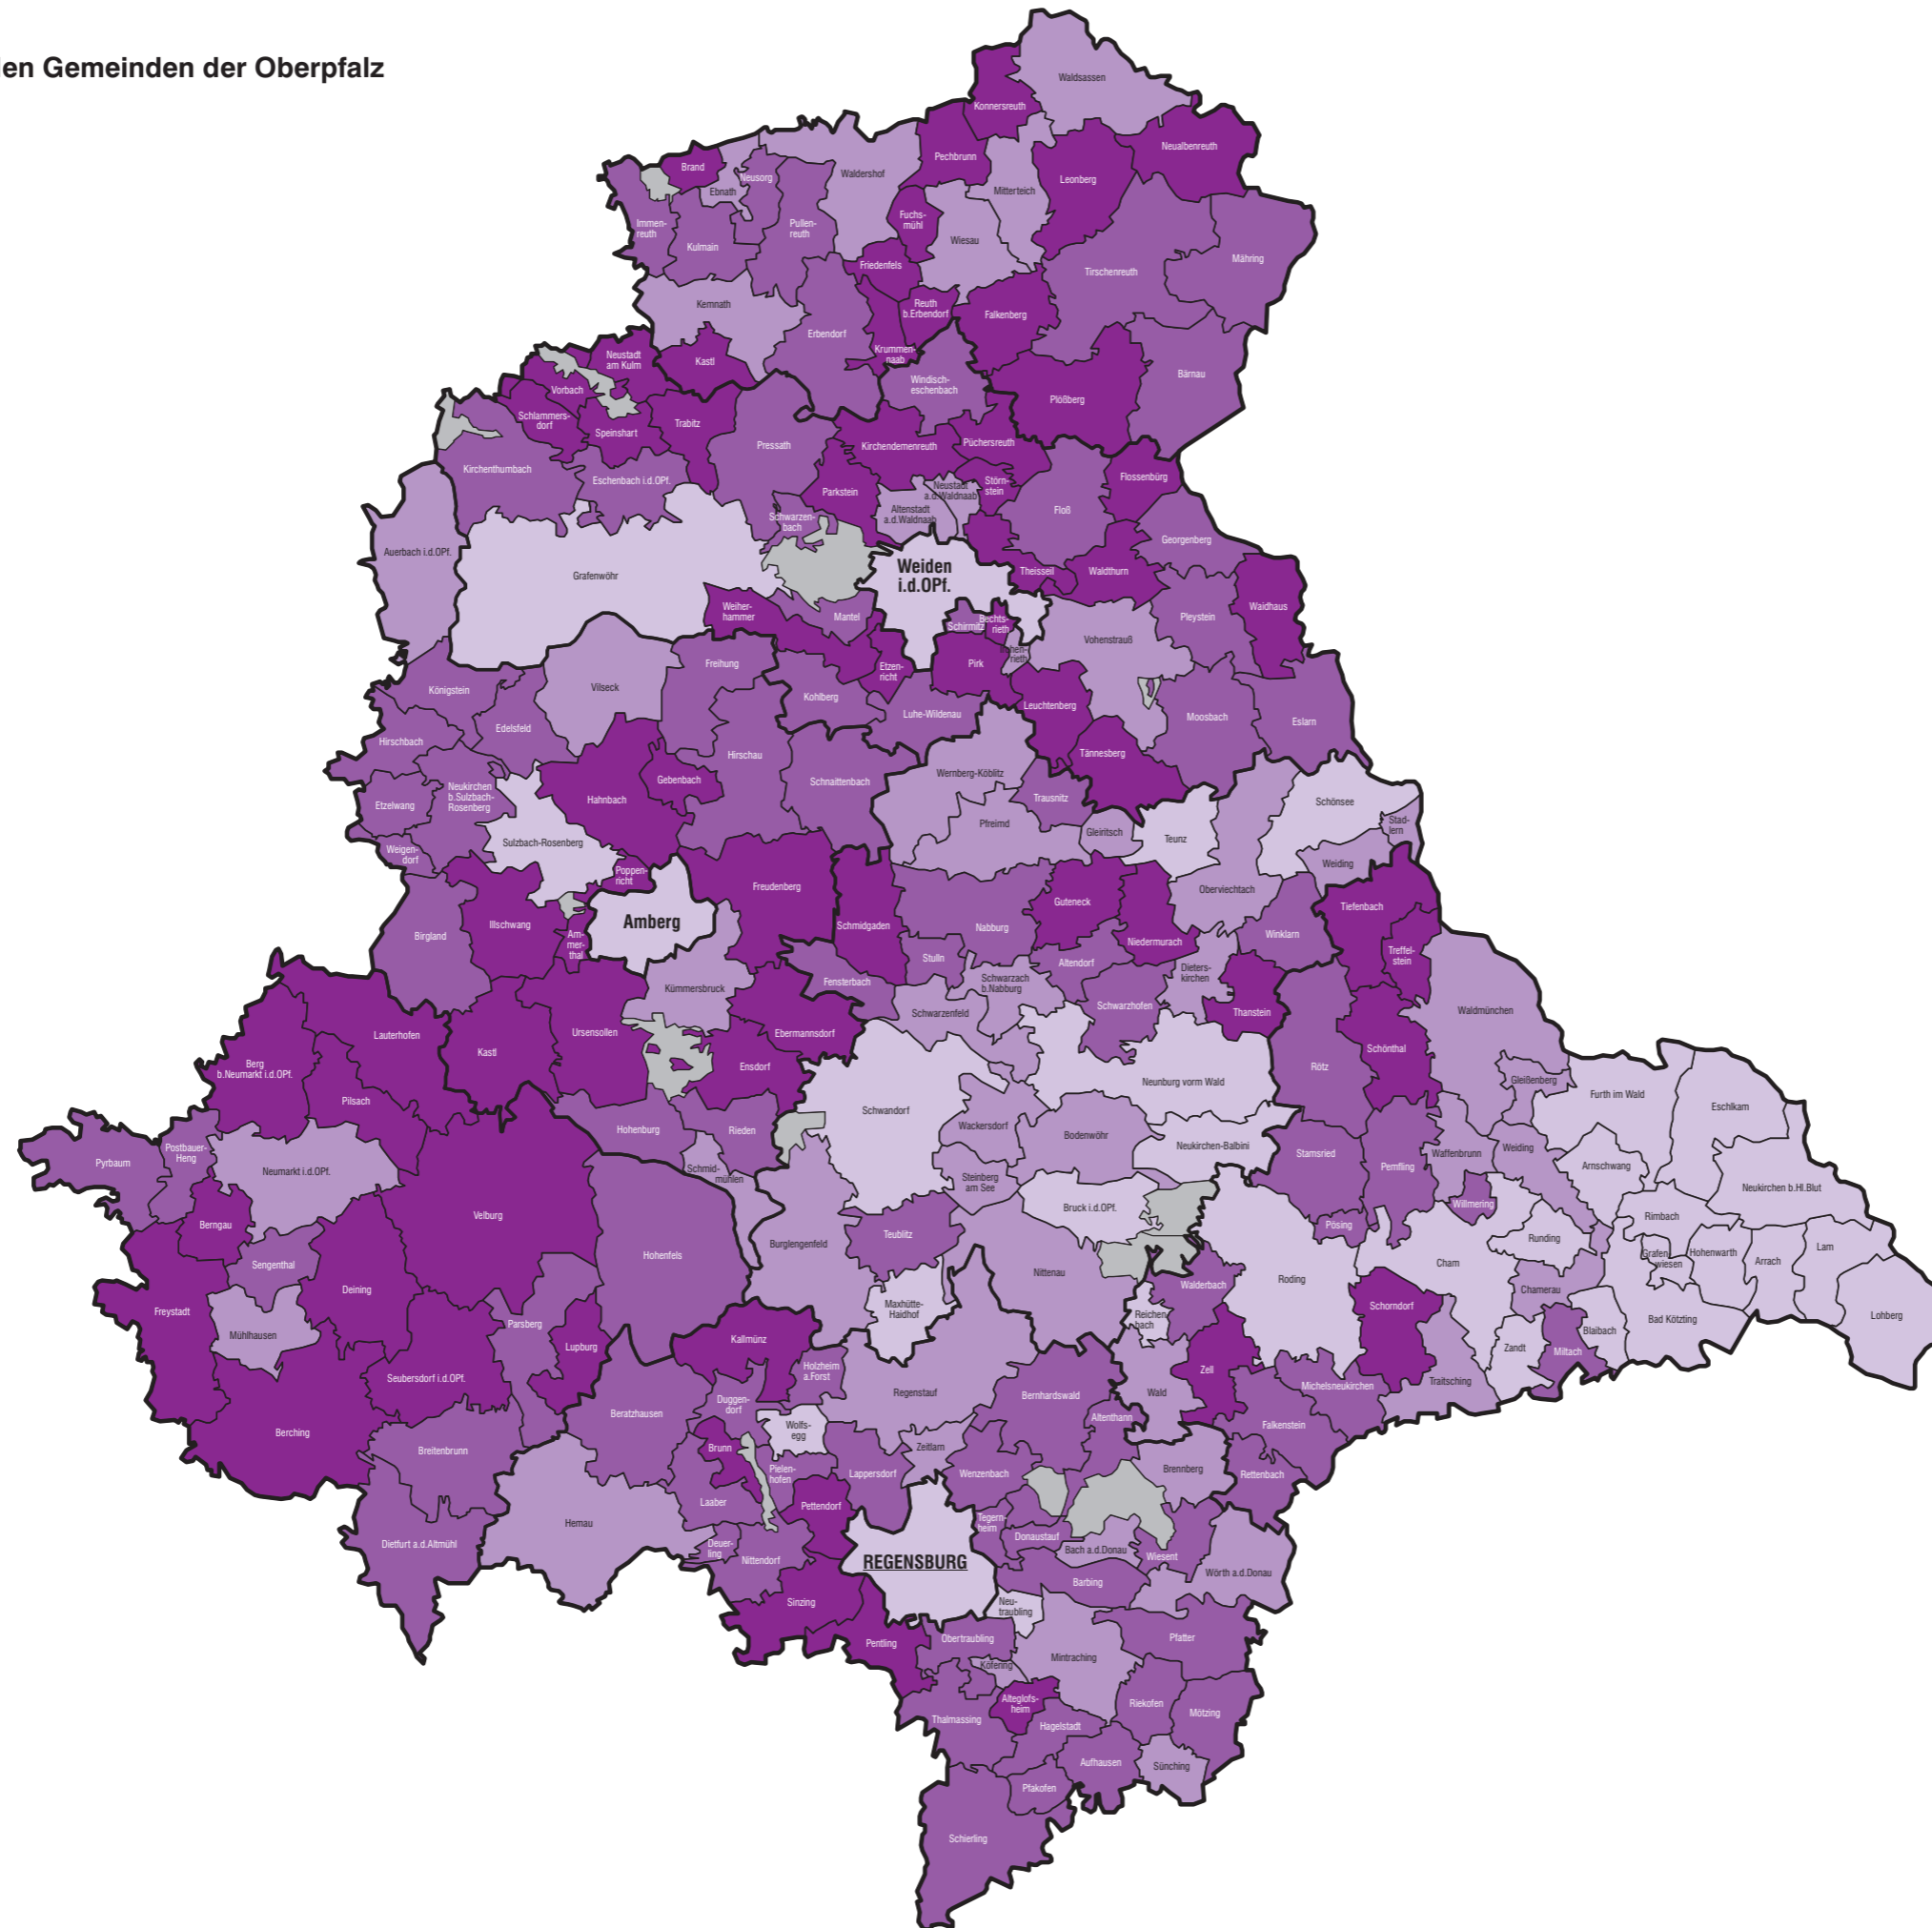 len Gemeinden der Oberpfalz
Waldsassen
Konnersreuth
Neualbenreuth
Pechbrunn
Brand
Neusorg
Waldershof
Leonberg
Ebnath
Mitterteich
Immen-
reuth
Pullen-
reuth
Fuchs-
mühl
Kulmain
Wiesau
Mähring
Friedenfels
Tirschenreuth
Kemnath
Reuth
b.Erbendorf
Falkenberg
Erbendorf
Neustadt
am Kulm
Kastl
Krummen-
naab
Bärnau
Windisch-
eschenbach
Vorbach
Plößberg
Schlammers-
dorf
Trabitz
Speinshart
Pressath
Kirchendemenreuth
Püchersreuth
Kirchenthumbach
Eschenbach i.d.OPf.
Flossenbürg
Parkstein
Neustadt
a.d.Waldnaab
Störn-
stein
Altenstadt
a.d.Waldnaab
Floß
Schwarzen-
bach
Georgenberg
Auerbach i.d.OPf.
Grafenwöhr
Weiden
i.d.OPf.
Theisseil
Waldthurn
Weiher-
hammer
Mantel
Waidhaus
Schirmitz
Bechts-
rieth
Pleystein
Vohenstrauß
Freihung
Pirk
Etzen-
richt
Königstein
Vilseck
Kohlberg
Leuchtenberg
Luhe-Wildenau
Moosbach
Eslarn
Edelsfeld
Hirschbach
Hirschau
Tännesberg
Wernberg-Köblitz
Gebenbach
Schnaittenbach
Neukirchen
b.Sulzbach-
Rosenberg
Etzelwang
Hahnbach
Trausnitz
Schönsee
Pfreimd
Gleiritsch
Stad-
lern
Teunz
Sulzbach-Rosenberg
Weigen-
dorf
Weiding
Poppen-
richt
Freudenberg
Oberviechtach
Guteneck
Tiefenbach
Amberg
Illschwang
Schmidgaden
Nabburg
Birgland
Am-
mer-
thal
Niedermurach
Winklarn
Treffel-
stein
Stulln
Altendorf
Dieters-
kirchen
Fensterbach
Schwarzach
b.Nabburg
Kümmersbruck
Schwarzhofen
Schwarzenfeld
Thanstein
Waldmünchen
Lauterhofen
Ursensollen
Ebermannsdorf
Kastl
Berg
b.Neumarkt i.d.OPf.
Schönthal
Ensdorf
Rötz
Neunburg vorm Wald
Gleißenberg
Furth im Wald
Pilsach
Eschlkam
Schwandorf
Hohenburg
Rieden
Wackersdorf
Bodenwöhr
Neukirchen-Balbini
Postbauer-
Heng
Pyrbaum
Stamsried
Waffenbrunn
Weiding
Neumarkt i.d.OPf.
Schmid-
mühlen
Pemfling
Arnschwang
Steinberg
am See
Neukirchen b.Hl.Blut
Bruck i.d.OPf.
Willmering
Velburg
Rimbach
Berngau
Teublitz
Pösing
Runding
Burglengenfeld
Hohenfels
Lam
Grafen-
wiesen
Hohenwarth
Arrach
Sengenthal
Cham
Nittenau
Roding
Walderbach
Deining
Chamerau
Schorndorf
Freystadt
Maxhütte-
Haidhof
Reichen-
bach
Lohberg
Bad Kötzting
Parsberg
Mühlhausen
Blaibach
Kallmünz
Lupburg
Zandt
Miltach
Zell
Holzheim
a.Forst
Seubersdorf i.d.OPf.
Traitsching
Michelsneukirchen
Regenstauf
Wald
Bernhardswald
Duggen-
dorf
Beratzhausen
Altenthann
Falkenstein
Wolfs-
egg
Berching
Zeitlarn
Brunn
Breitenbrunn
Brennberg
Pielen-
hofen
Lappersdorf
Wenzenbach
Rettenbach
Laaber
Pettendorf
Hemau
Tegern-
heim
Donaustauf
Dietfurt a.d.Altmühl
Deuer-
ling
Bach a.d.Donau
Nittendorf
REGENSBURG
Wiesent
Wörth a.d.Donau
Barbing
Sinzing
Neu-
traubling
Obertraubling
Pfatter
Pentling
Mintraching
Köfering
Alteglofs-
heim
Riekofen
Mötzing
Thalmassing
Hagelstadt
Aufhausen
Sünching
Pfakofen
Schierling